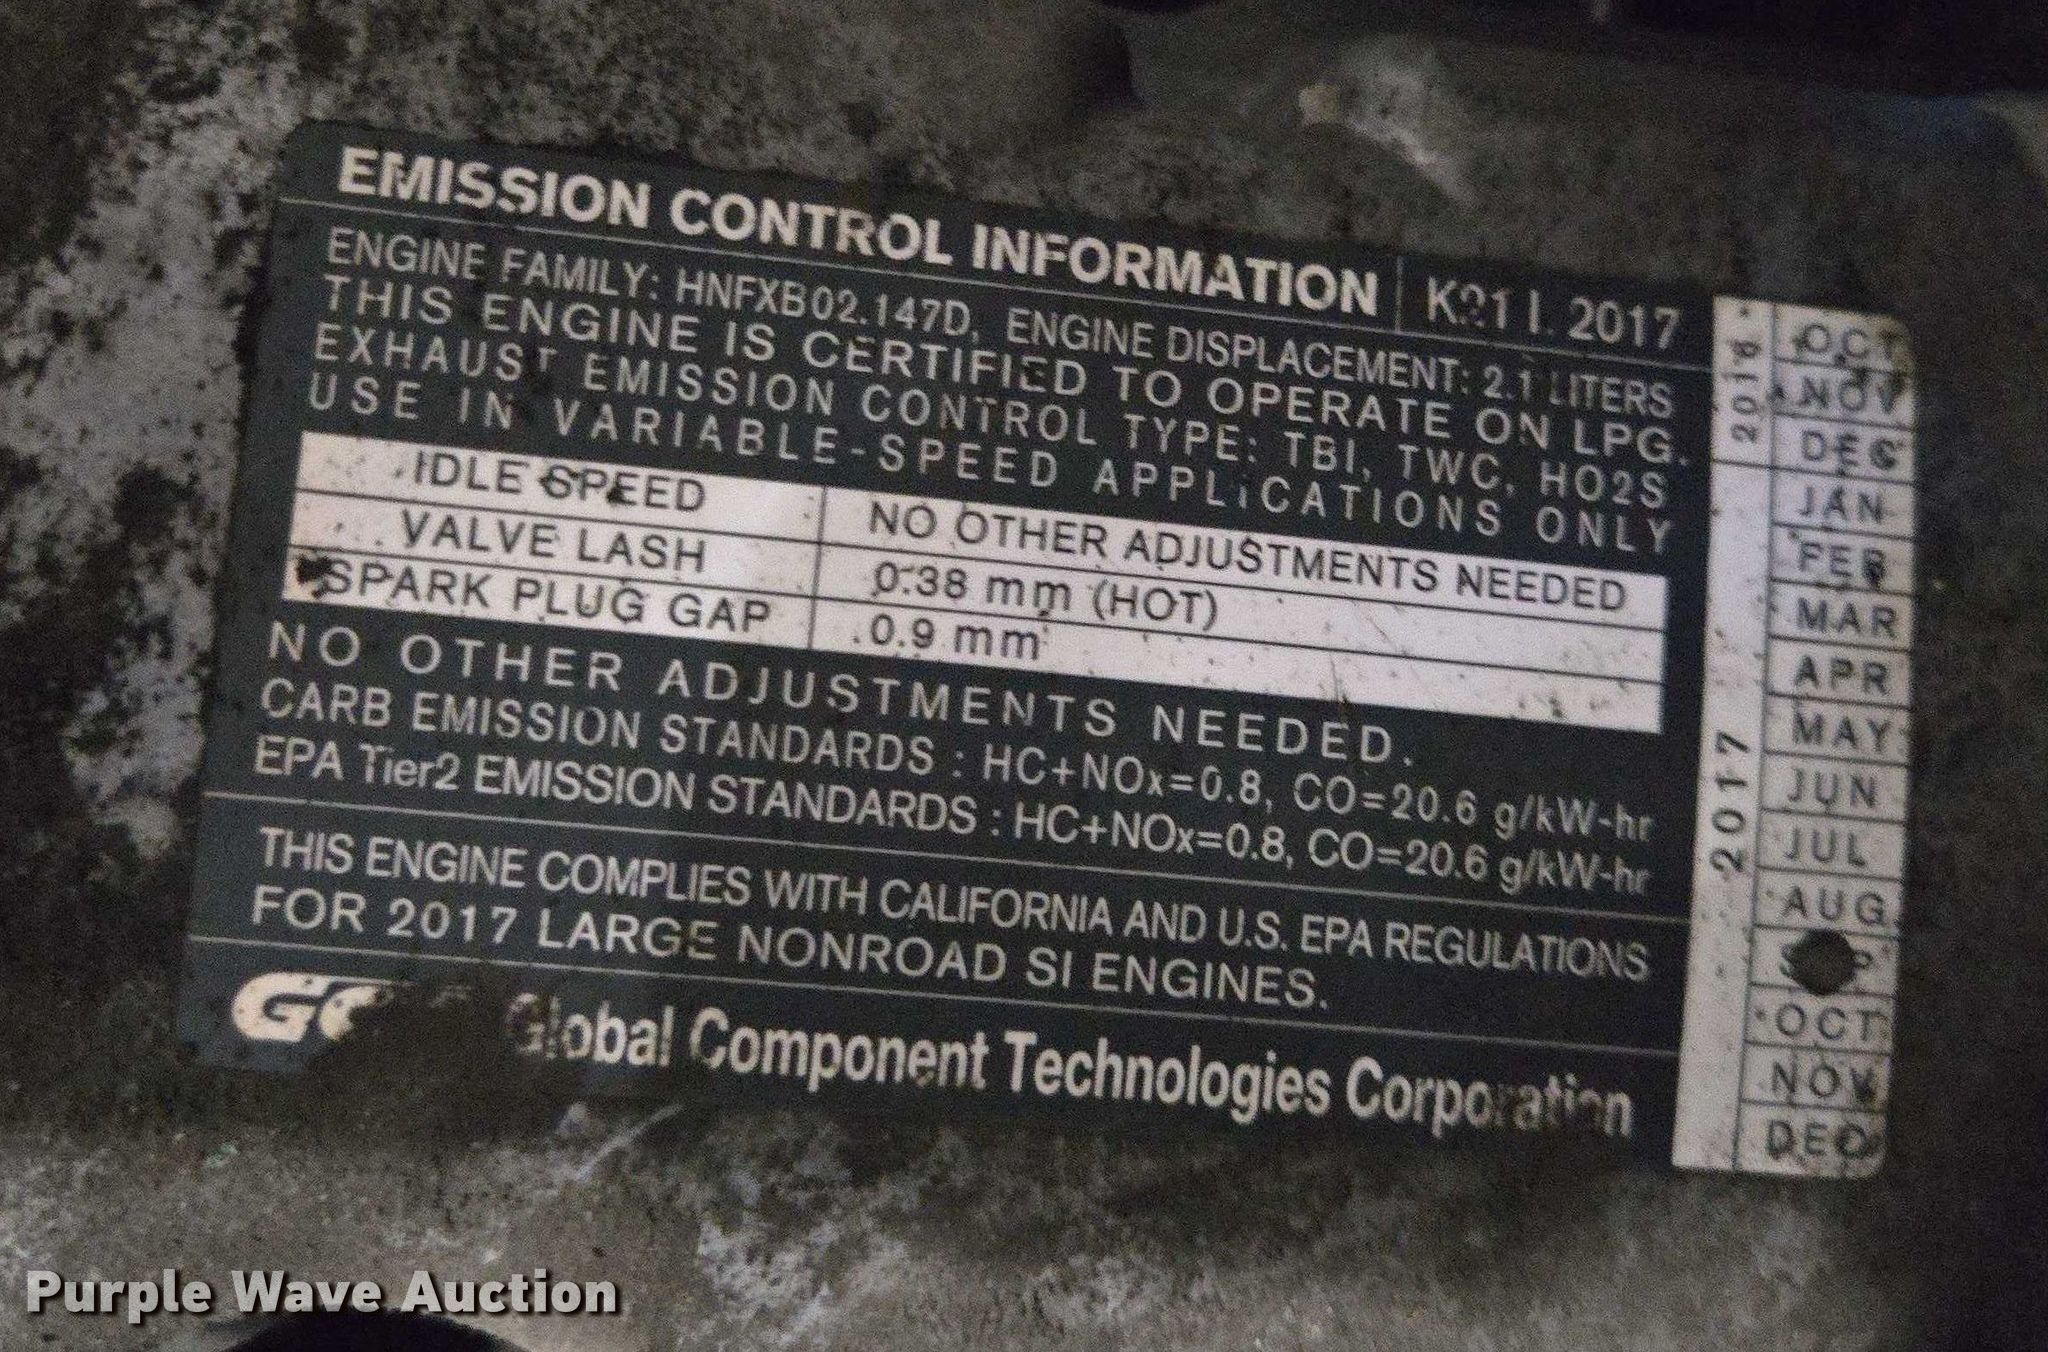 EMISSION CONTROL INFORMATION K21 2017
ENGINE FAMILY: HNFXB02.147D, ENGINE DISPLACEMENT: 2.1 LITERS
THIS ENGINE IS CERTIFIED TO OPERATE ON LPG.
EXHAUST EMISSION CONTROL TYPE: TBI, TWC, HO2S
USE IN VARIABLE-SPEED APPLICATIONS ONLY
IDLE SPEED NO OTHER ADJUSTMENTS NEEDED
VALVE LASH 0.38 mm (HOT)
SPARK PLUG GAP 0.9 mm
NO OTHER ADJUSTMENTS NEEDED.
CARB EMISSION STANDARDS : HC+NOx=0.8, CO=20.6 g/kW-hr
EPA Tier2 EMISSION STANDARDS : HC+NOx=0.8, CO=20.6 g/kW-hr
THIS ENGINE COMPLIES WITH CALIFORNIA AND U.S. EPA REGULATIONS
FOR 2017 LARGE NONROAD SI ENGINES.
Global Component Technologies Corporation
2016
OCT
NOV
DEC
2017
JAN
FEB
MAR
APR
MAY
JUN
JUL
AUG
OCT
NOV
DEC
Purple Wave Auction